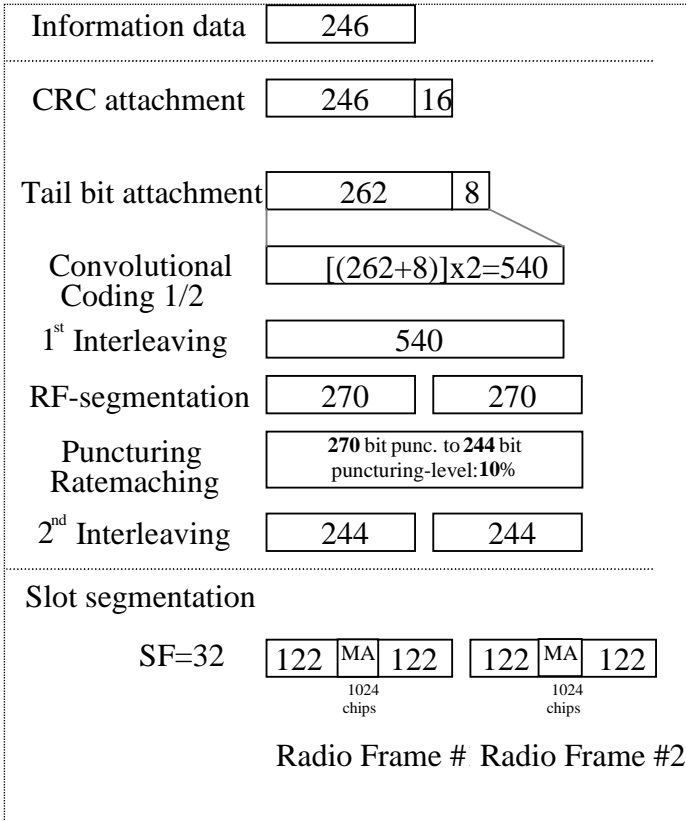 Information data 246
CRC attachment 246 16
Tail bit attachment 262 8
Convolutional
Coding 1/2
[(262+8)]x2=540
1st Interleaving 540
RF-segmentation 270 270
Puncturing
Ratemaching
270 bit punc. to 244 bit
puncturing-level:10%
2nd Interleaving 244 244
Slot segmentation
SF=32 122 MA 122 122 MA 122
1024
chips
1024
chips
Radio Frame # Radio Frame #2